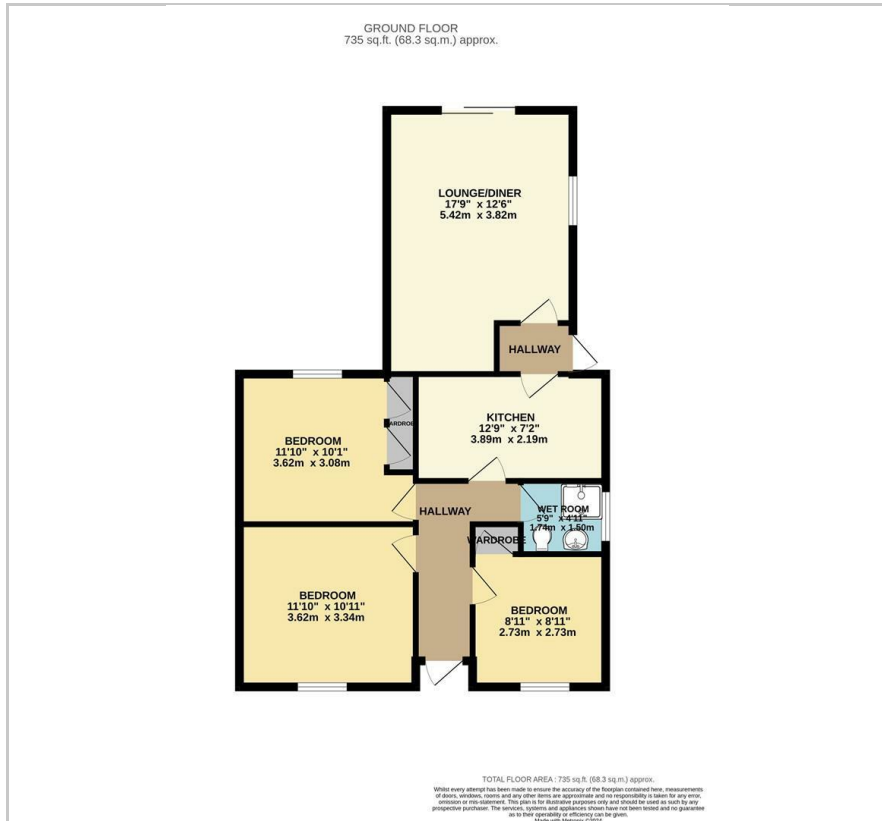 GROUND FLOOR
735 sq.ft. (68.3 sq.m.) approx.
LOUNGE/DINER
17'9" x 12'6"
5.42m x 3.82m
HALLWAY
KITCHEN
12'9" x 7'2"
3.89m x 2.19m
BEDROOM
11'10" x 10'1"
3.62m x 3.08m
ARDROB
HALLWAY
WET ROOM
5'9" x 4'11"
1.74m x 1.50m
WARDROBE
BEDROOM
11'10" x 10'11"
3.62m x 3.34m
BEDROOM
8'11" x 8'11"
2.73m x 2.73m
TOTAL FLOOR AREA : 735 sq.ft. (68.3 sq.m.) approx.
Whilst every attempt has been made to ensure the accuracy of the floorplan contained here, measurements
of doors, windows, rooms and any other items are approximate and no responsibility is taken for any error,
omission or mis-statement. This plan is for illustrative purposes only and should be used as such by any
prospective purchaser. The services, systems and appliances shown have not been tested and no guarantee
as to their operability or efficiency can be given.
Made with Metropix ©2024